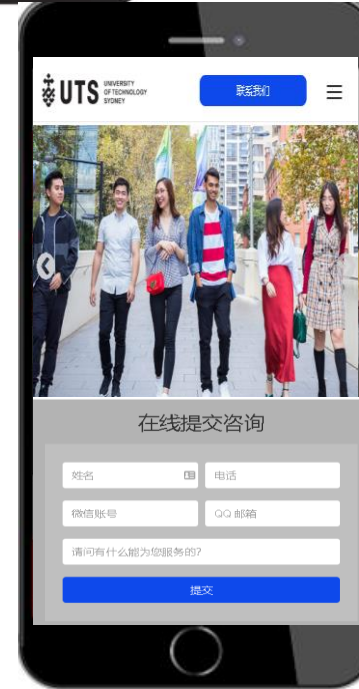 UTS UNIVERSITY
OF TECHNOLOGY
SYDNEY
联系我们
在线提交咨询
姓名
电话
微信账号
QQ 邮箱
请问有什么能为您服务的?
提交